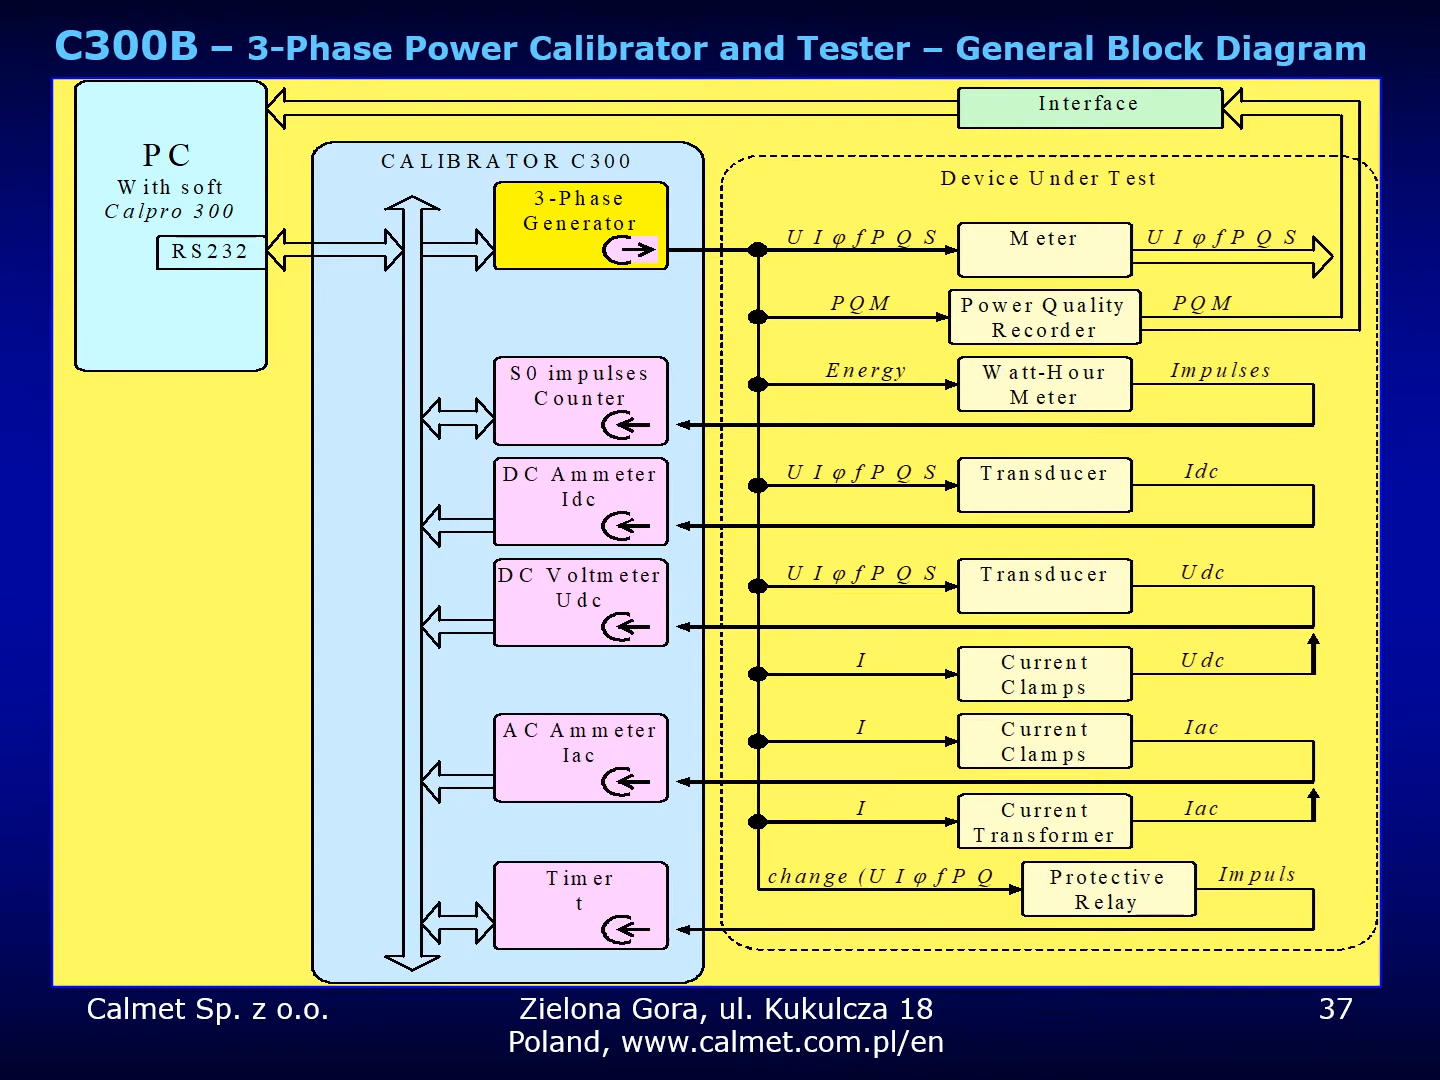 C300B – 3-Phase Power Calibrator and Tester – General Block Diagram
Interface
PC
With soft
Calpro 300
RS232
CALIBRATOR C300
3-Phase
Generator
S0 impulses
Counter
DC Ammeter
Idc
DC Voltmeter
Udc
AC Ammeter
Iac
Timer
t
Device Under Test
U I φ f P Q S
Meter
U I φ f P Q S
PQM
Power Quality
Recorder
PQM
Energy
Watt-Hour
Meter
Impulses
U I φ f P Q S
Transducer
Idc
U I φ f P Q S
Transducer
Udc
I
Current
Clamps
Udc
I
Current
Clamps
Iac
I
Current
Transformer
Iac
change (U I φ f P Q
Protective
Relay
Impuls
Calmet Sp. z o.o.
Zielona Gora, ul. Kukulcza 18
Poland, www.calmet.com.pl/en
37